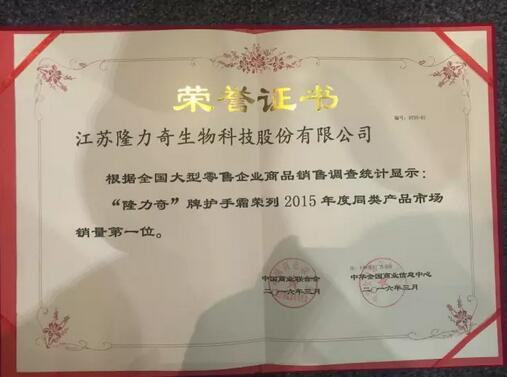 荣誉证书
江苏隆力奇生物科技股份有限公司
根据全国大型零售企业商品销售调查统计显示：
“隆力奇”牌护手霜荣列2015年度同类产品市场
销量第一位。
中国商业联合会
中华全国商业信息中心
二〇一六年三月
二〇一六年三月